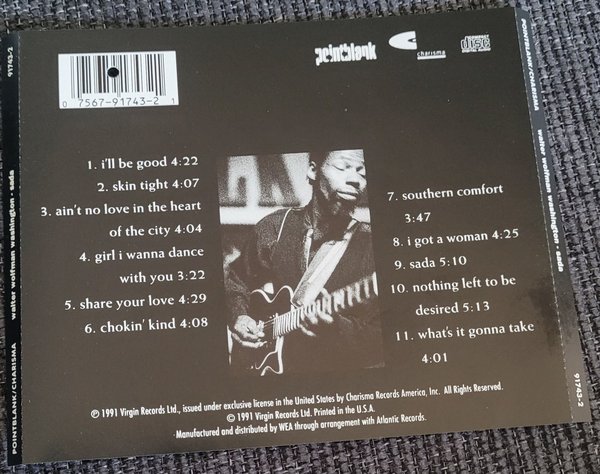 91743-2
walter wolfman washington · sada
POINTBLANK/CHARISMA
0 7567-91743-2 1
pointblank
charisma
COMPACT
disc
DIGITAL AUDIO
1. i'll be good 4:22
2. skin tight 4:07
3. ain't no love in the heart
of the city 4:04
4. girl i wanna dance
with you 3:22
5. share your love 4:29
6. chokin' kind 4:08
7. southern comfort
3:47
8. i got a woman 4:25
9. sada 5:10
10. nothing left to be
desired 5:13
11. what's it gonna take
4:01
℗ 1991 Virgin Records Ltd., issued under exclusive license in the United States by Charisma Records America, Inc. All Rights Reserved.
© 1991 Virgin Records Ltd. Printed in the U.S.A.
Manufactured and distributed by WEA through arrangement with Atlantic Records.
POINTBLANK/CHARISMA
walter wolfman washington · sada
91743-2